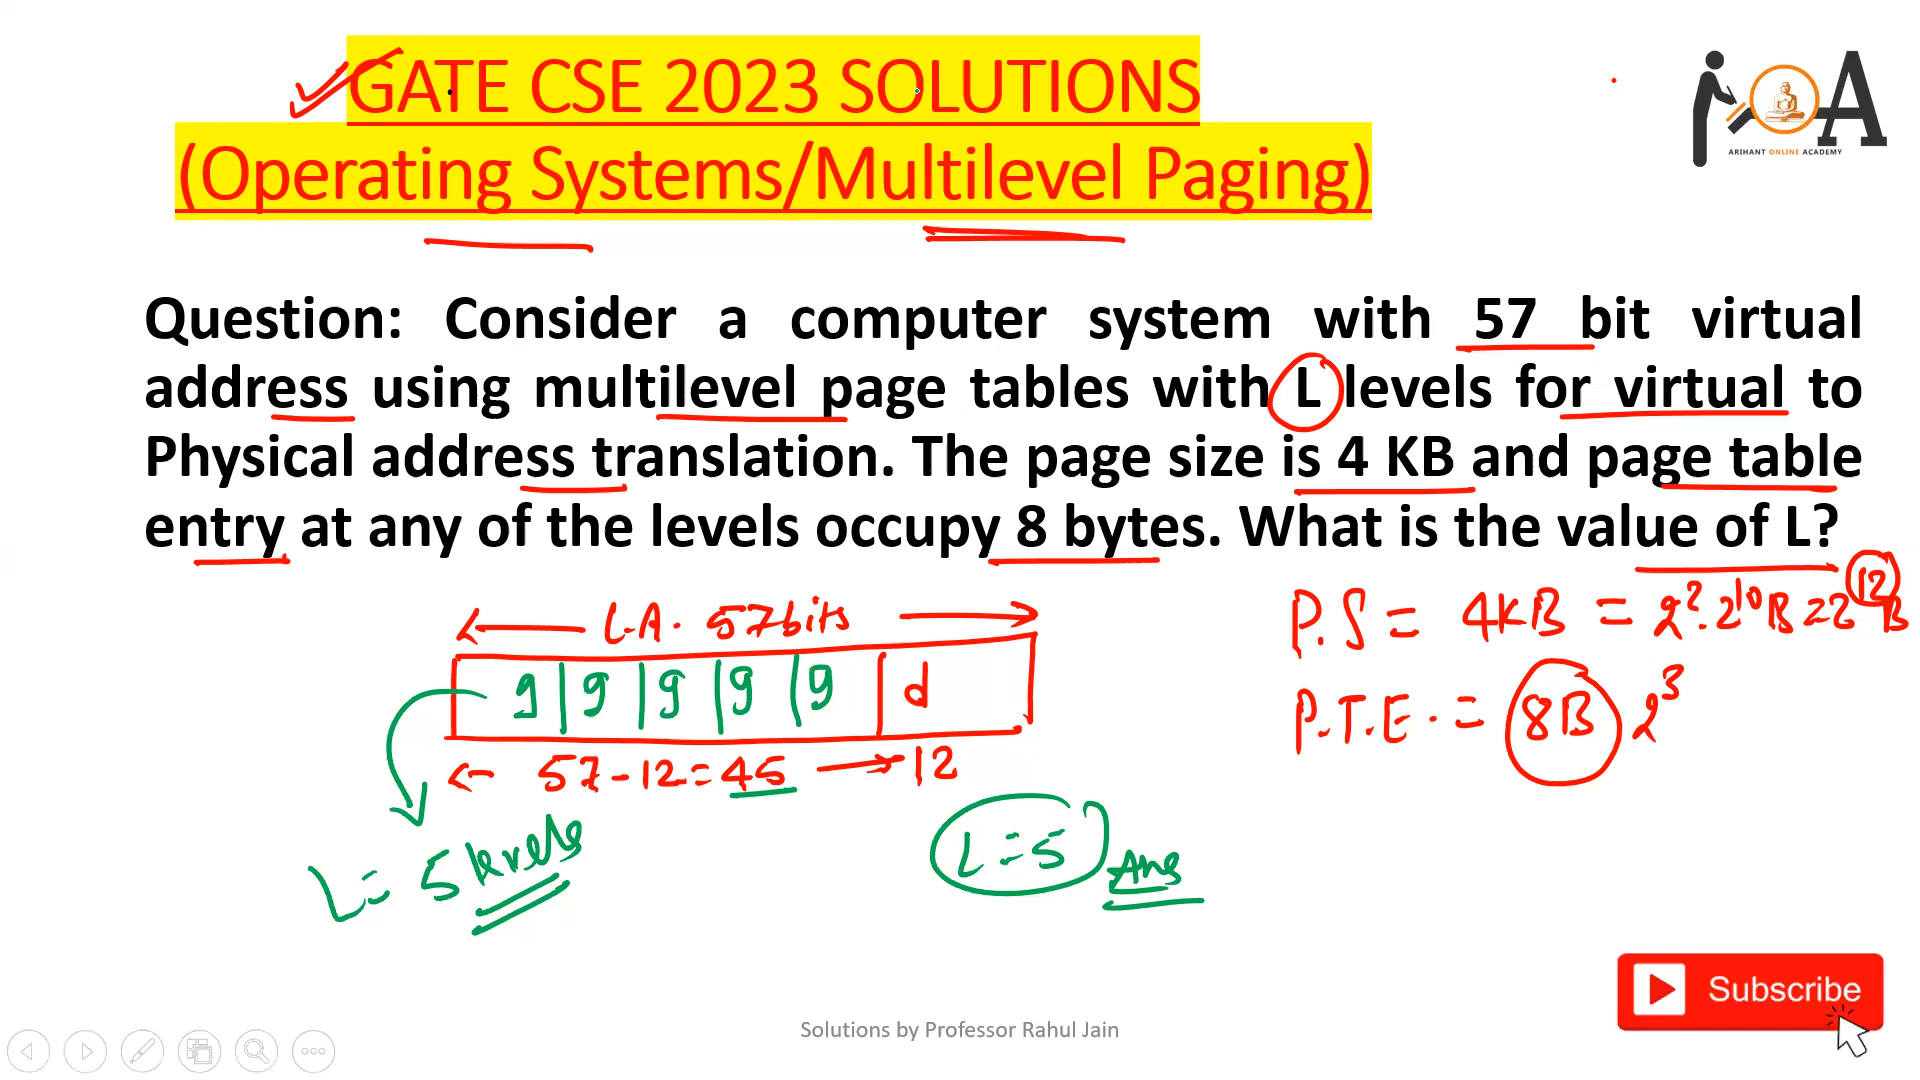 GATE CSE 2023 SOLUTIONS
(Operating Systems/Multilevel Paging)
ARIHANT ONLINE ACADEMY
Question: Consider a computer system with 57 bit virtual
address using multilevel page tables with L levels for virtual to
Physical address translation. The page size is 4 KB and page table
entry at any of the levels occupy 8 bytes. What is the value of L?
L.A. 57bits
9 | 9 | 9 | 9 | 9 | d
57-12=45 → 12
L= 5 levels
L=5 Ans
P.S = 4KB = 2². 2¹⁰B=2¹²B
P.T.E. = 8B 2³
Subscribe
Solutions by Professor Rahul Jain